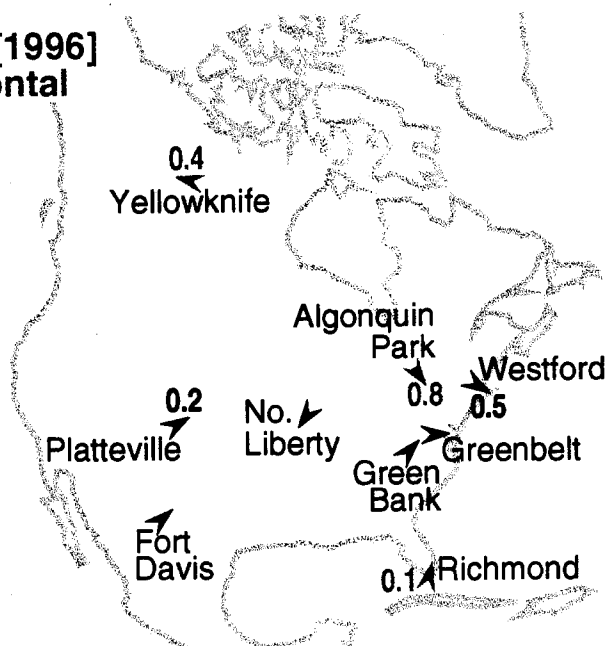 [1996]
ontal
0.4
Yellowknife
Algonquin
Park
Westford
0.8
0.5
0.2
No.
Liberty
Platteville
Greenbelt
Green
Bank
Fort
Davis
0.1
Richmond